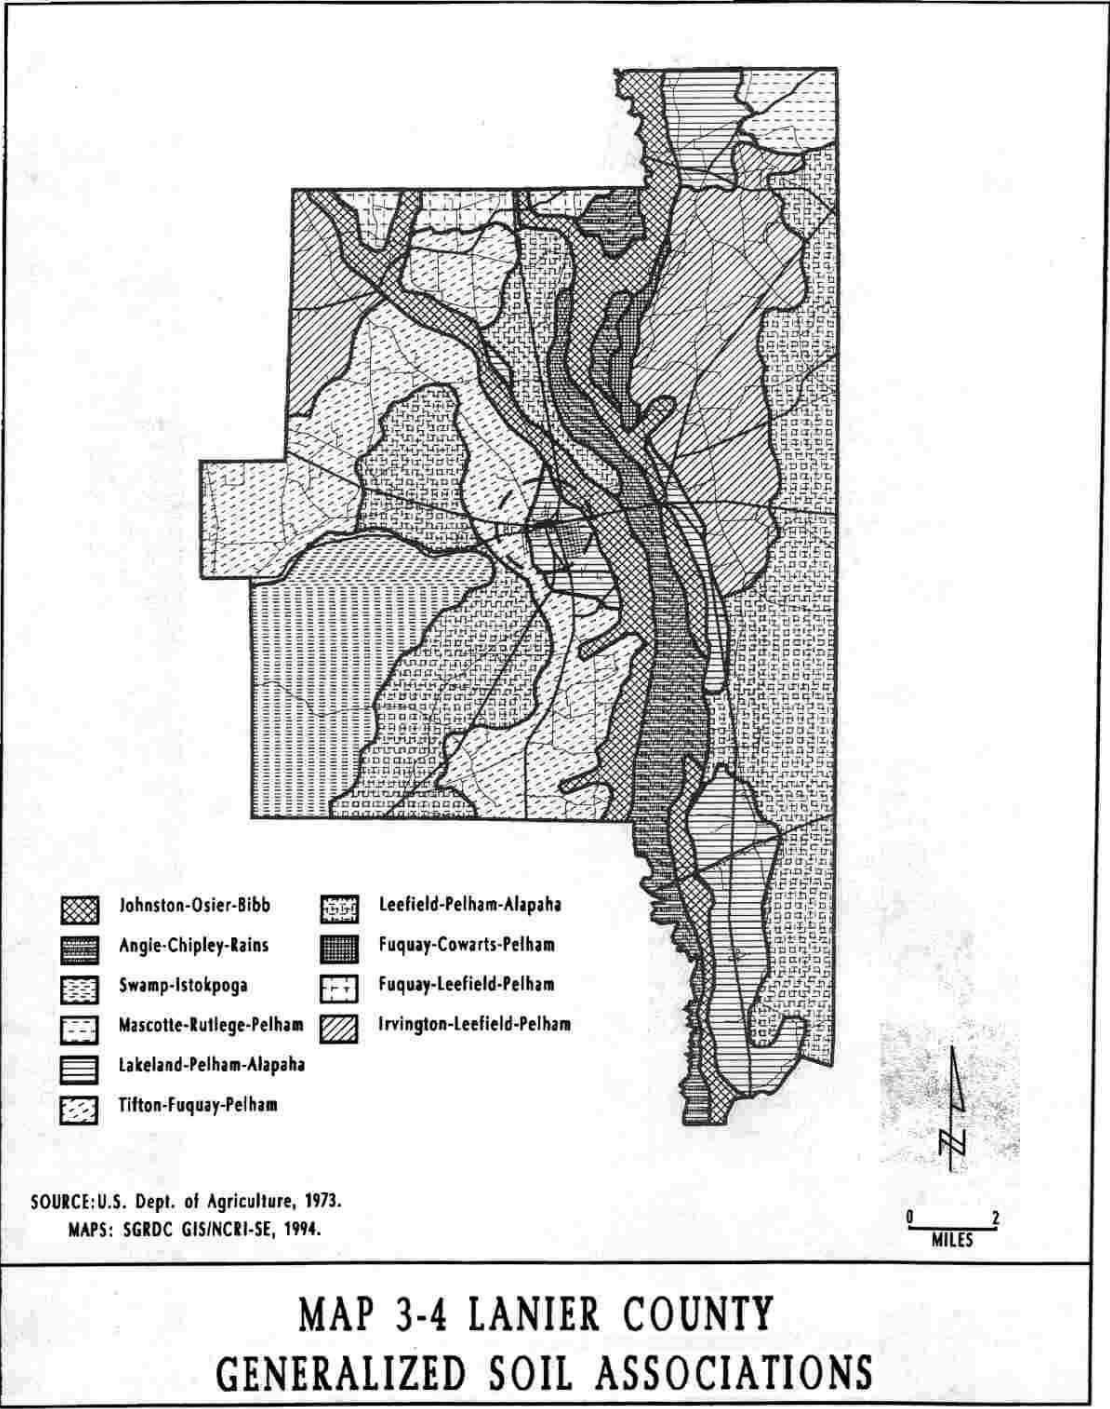 Johnston-Osier-Bibb
Angie-Chipley-Rains
Swamp-Istokpoga
Mascotte-Rutlege-Pelham
Lakeland-Pelham-Alapaha
Tifton-Fuquay-Pelham
Leefield-Pelham-Alapaha
Fuquay-Cowarts-Pelham
Fuquay-Leefield-Pelham
Irvington-Leefield-Pelham
SOURCE:U.S. Dept. of Agriculture, 1973.
MAPS: SGRDC GIS/NCRI-SE, 1994.
N
0 2
MILES
MAP 3-4 LANIER COUNTY
GENERALIZED SOIL ASSOCIATIONS